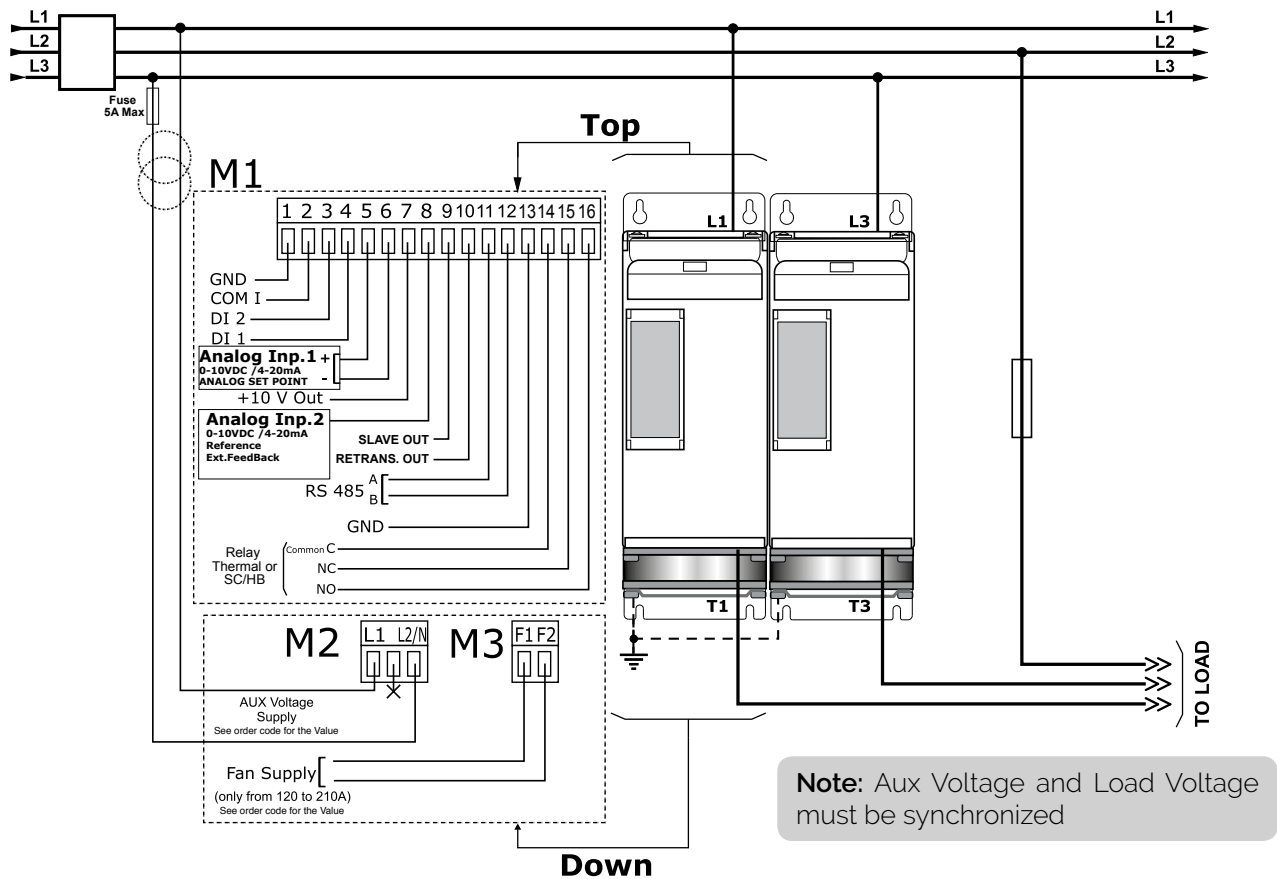 L1
L2
L3
L1
L2
L3
Fuse
5A Max
Top
M1
1 2 3 4 5 6 7 8 9 10 11 12 13 14 15 16
GND
COM I
DI 2
DI 1
Analog Inp.1 +
0-10VDC /4-20mA
ANALOG SET POINT -
+10 V Out
Analog Inp.2
0-10VDC /4-20mA
Reference
Ext.FeedBack
SLAVE OUT
RETRANS. OUT
RS 485 A
B
GND
Relay
Thermal or
SC/HB
Common C
NC
NO
L1
L3
T1
T3
M2
L1 L2/N
M3
F1 F2
AUX Voltage
Supply
See order code for the Value
Fan Supply
(only from 120 to 210A)
See order code for the Value
Down
TO LOAD
Note: Aux Voltage and Load Voltage
must be synchronized